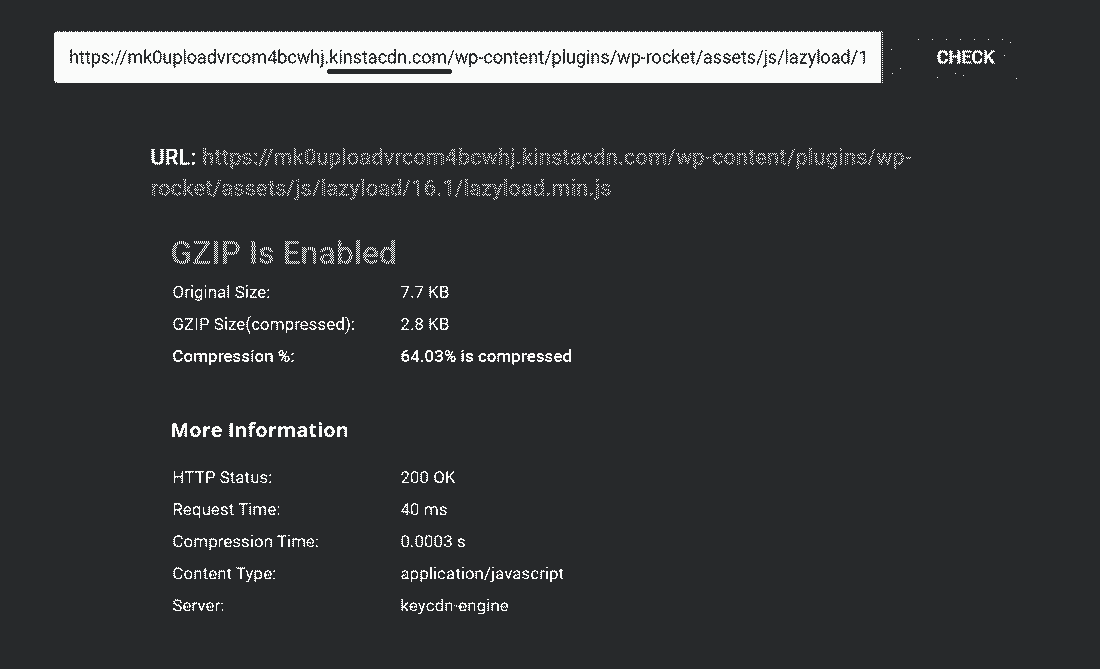 https://mk0uploadvrcom4bcwhj.kinstacdn.com/wp-content/plugins/wp-rocket/assets/js/lazyload/1
CHECK
URL: https://mk0uploadvrcom4bcwhj.kinstacdn.com/wp-content/plugins/wp-
rocket/assets/js/lazyload/16.1/lazyload.min.js
GZIP Is Enabled
Original Size: 7.7 KB
GZIP Size(compressed): 2.8 KB
Compression %: 64.03% is compressed
More Information
HTTP Status: 200 OK
Request Time: 40 ms
Compression Time: 0.0003 s
Content Type: application/javascript
Server: keycdn-engine